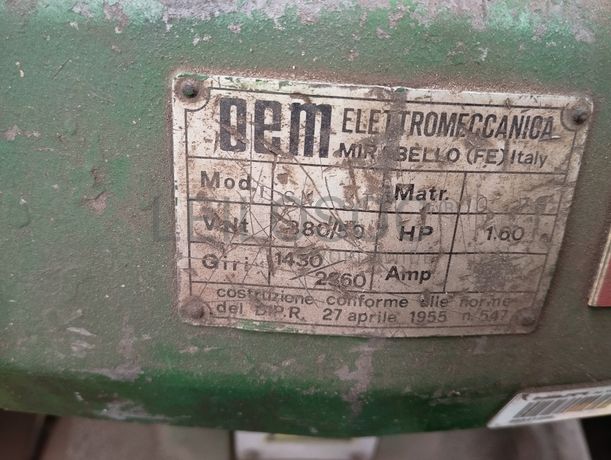 oem ELETTROMECCANICA
MIRABELLO (FE) Italy
Mod. Matr.
Volt 380/50 HP 1.60
Giri 1430
2860 Amp
costruzione conforme alle norme
del D.P.R. 27 aprile 1955 n. 547